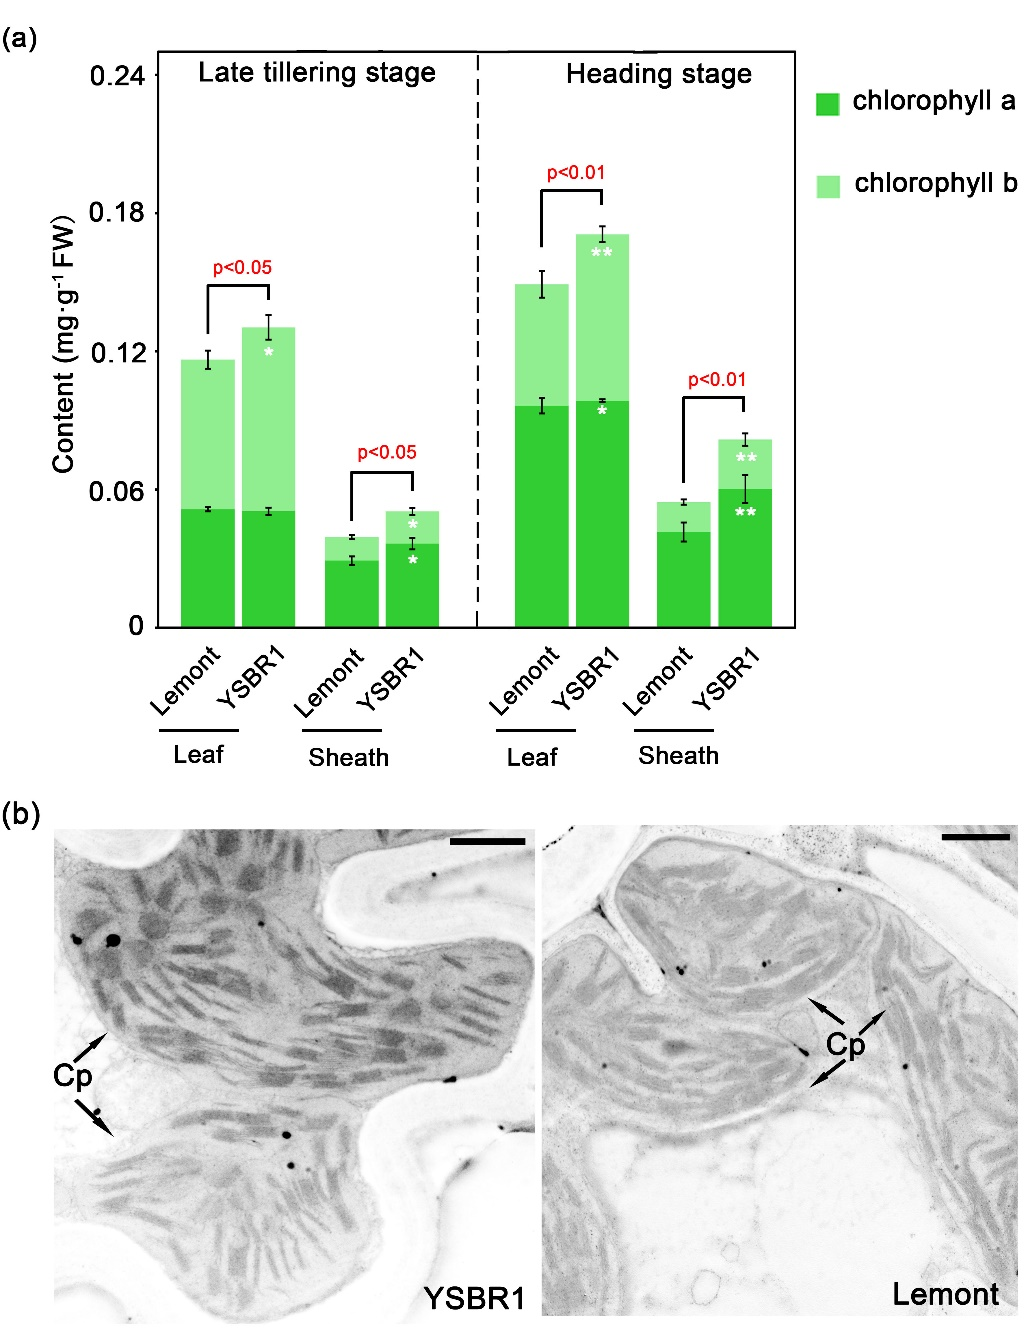 (a)
Late tillering stage
Heading stage
chlorophyll a
chlorophyll b
Content (mg·g⁻¹ FW)
0.24
0.18
0.12
0.06
0
p<0.05
*
p<0.05
*
*
p<0.01
**
*
p<0.01
**
**
Lemont
YSBR1
Lemont
YSBR1
Lemont
YSBR1
Lemont
YSBR1
Leaf
Sheath
Leaf
Sheath
(b)
Cp
YSBR1
Cp
Lemont